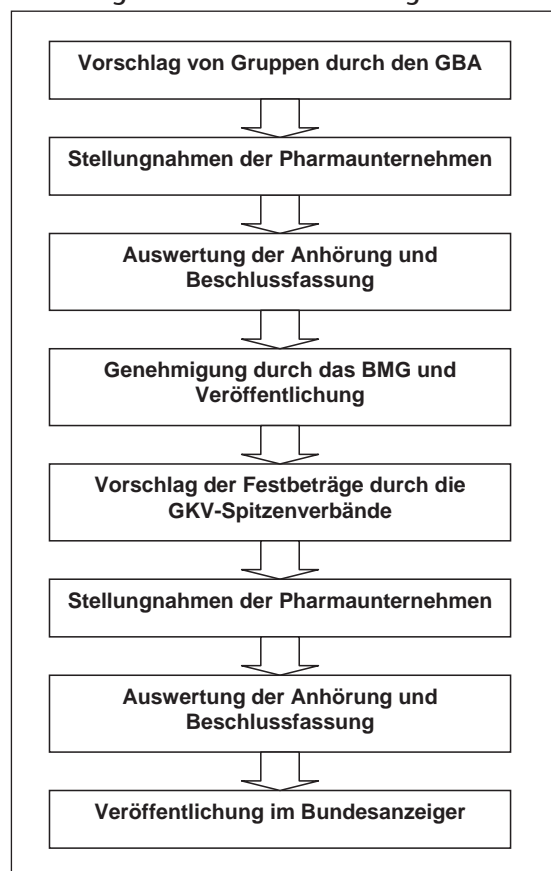 Vorschlag von Gruppen durch den GBA
Stellungnahmen der Pharmaunternehmen
Auswertung der Anhörung und
Beschlussfassung
Genehmigung durch das BMG und
Veröffentlichung
Vorschlag der Festbeträge durch die
GKV-Spitzenverbände
Stellungnahmen der Pharmaunternehmen
Auswertung der Anhörung und
Beschlussfassung
Veröffentlichung im Bundesanzeiger